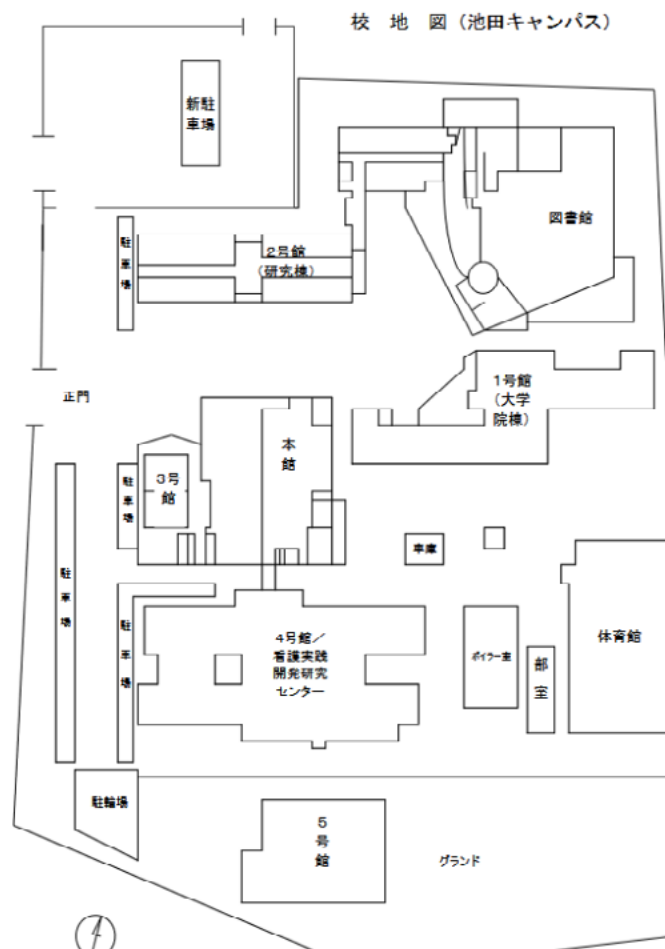 校地図(池田キャンパス)
新駐
車場
図書館
駐車場
2号館
(研究棟)
1号館
(大学
院棟)
正門
本館
3号
館
駐車場
車庫
駐車場
駐車場
4号館/
看護実践
開発研究
センター
ボイラー室
部室
体育館
駐輪場
5号館
グランド